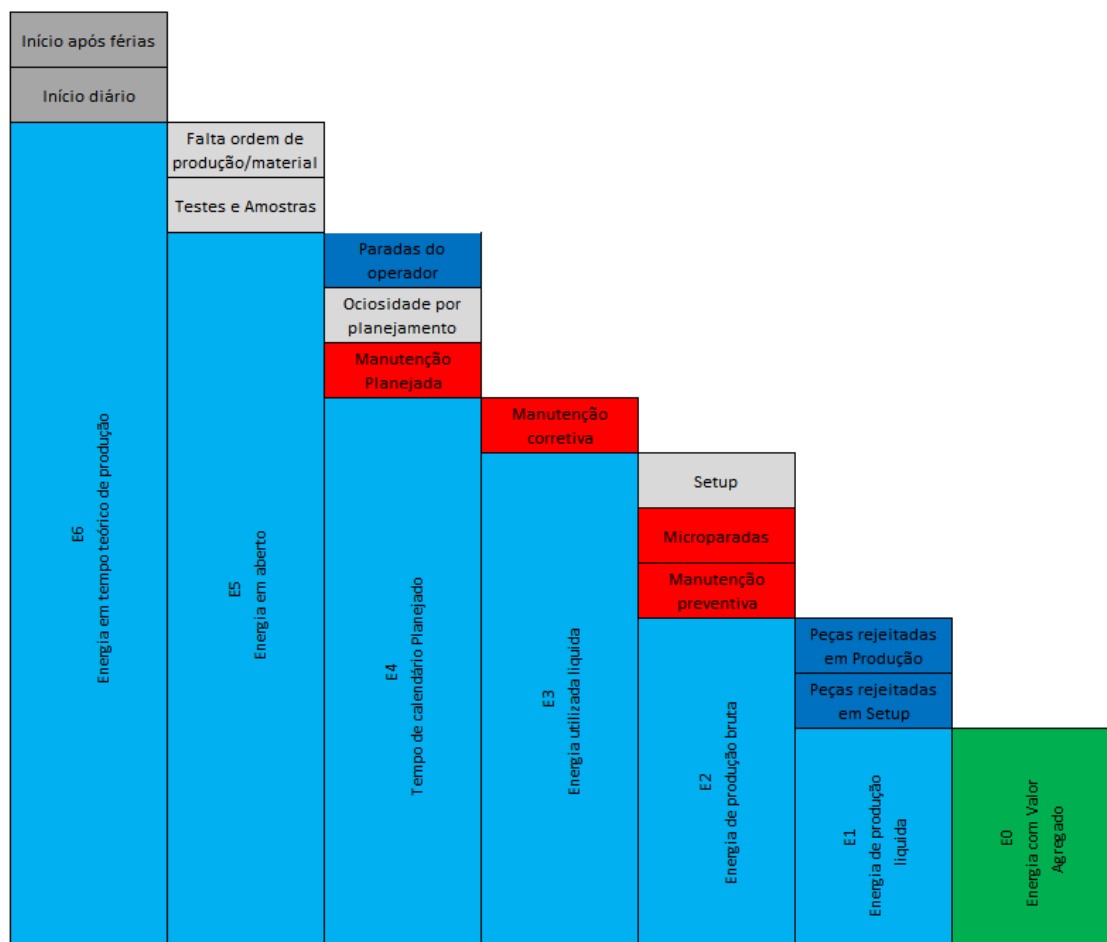 Início após férias
Início diário
Falta ordem de
produção/material
Testes e Amostras
Paradas do
operador
Ociosidade por
planejamento
Manutenção
Planejada
Manutenção
corretiva
Setup
Microparadas
Manutenção
preventiva
Peças rejeitadas
em Produção
Peças rejeitadas
em Setup
E6
Energia em tempo teórico de produção
E5
Energia em aberto
E4
Tempo de calendário Planejado
E3
Energia utilizada liquida
E2
Energia de produção bruta
E1
Energia de produção
liquida
E0
Energia com Valor
Agregado